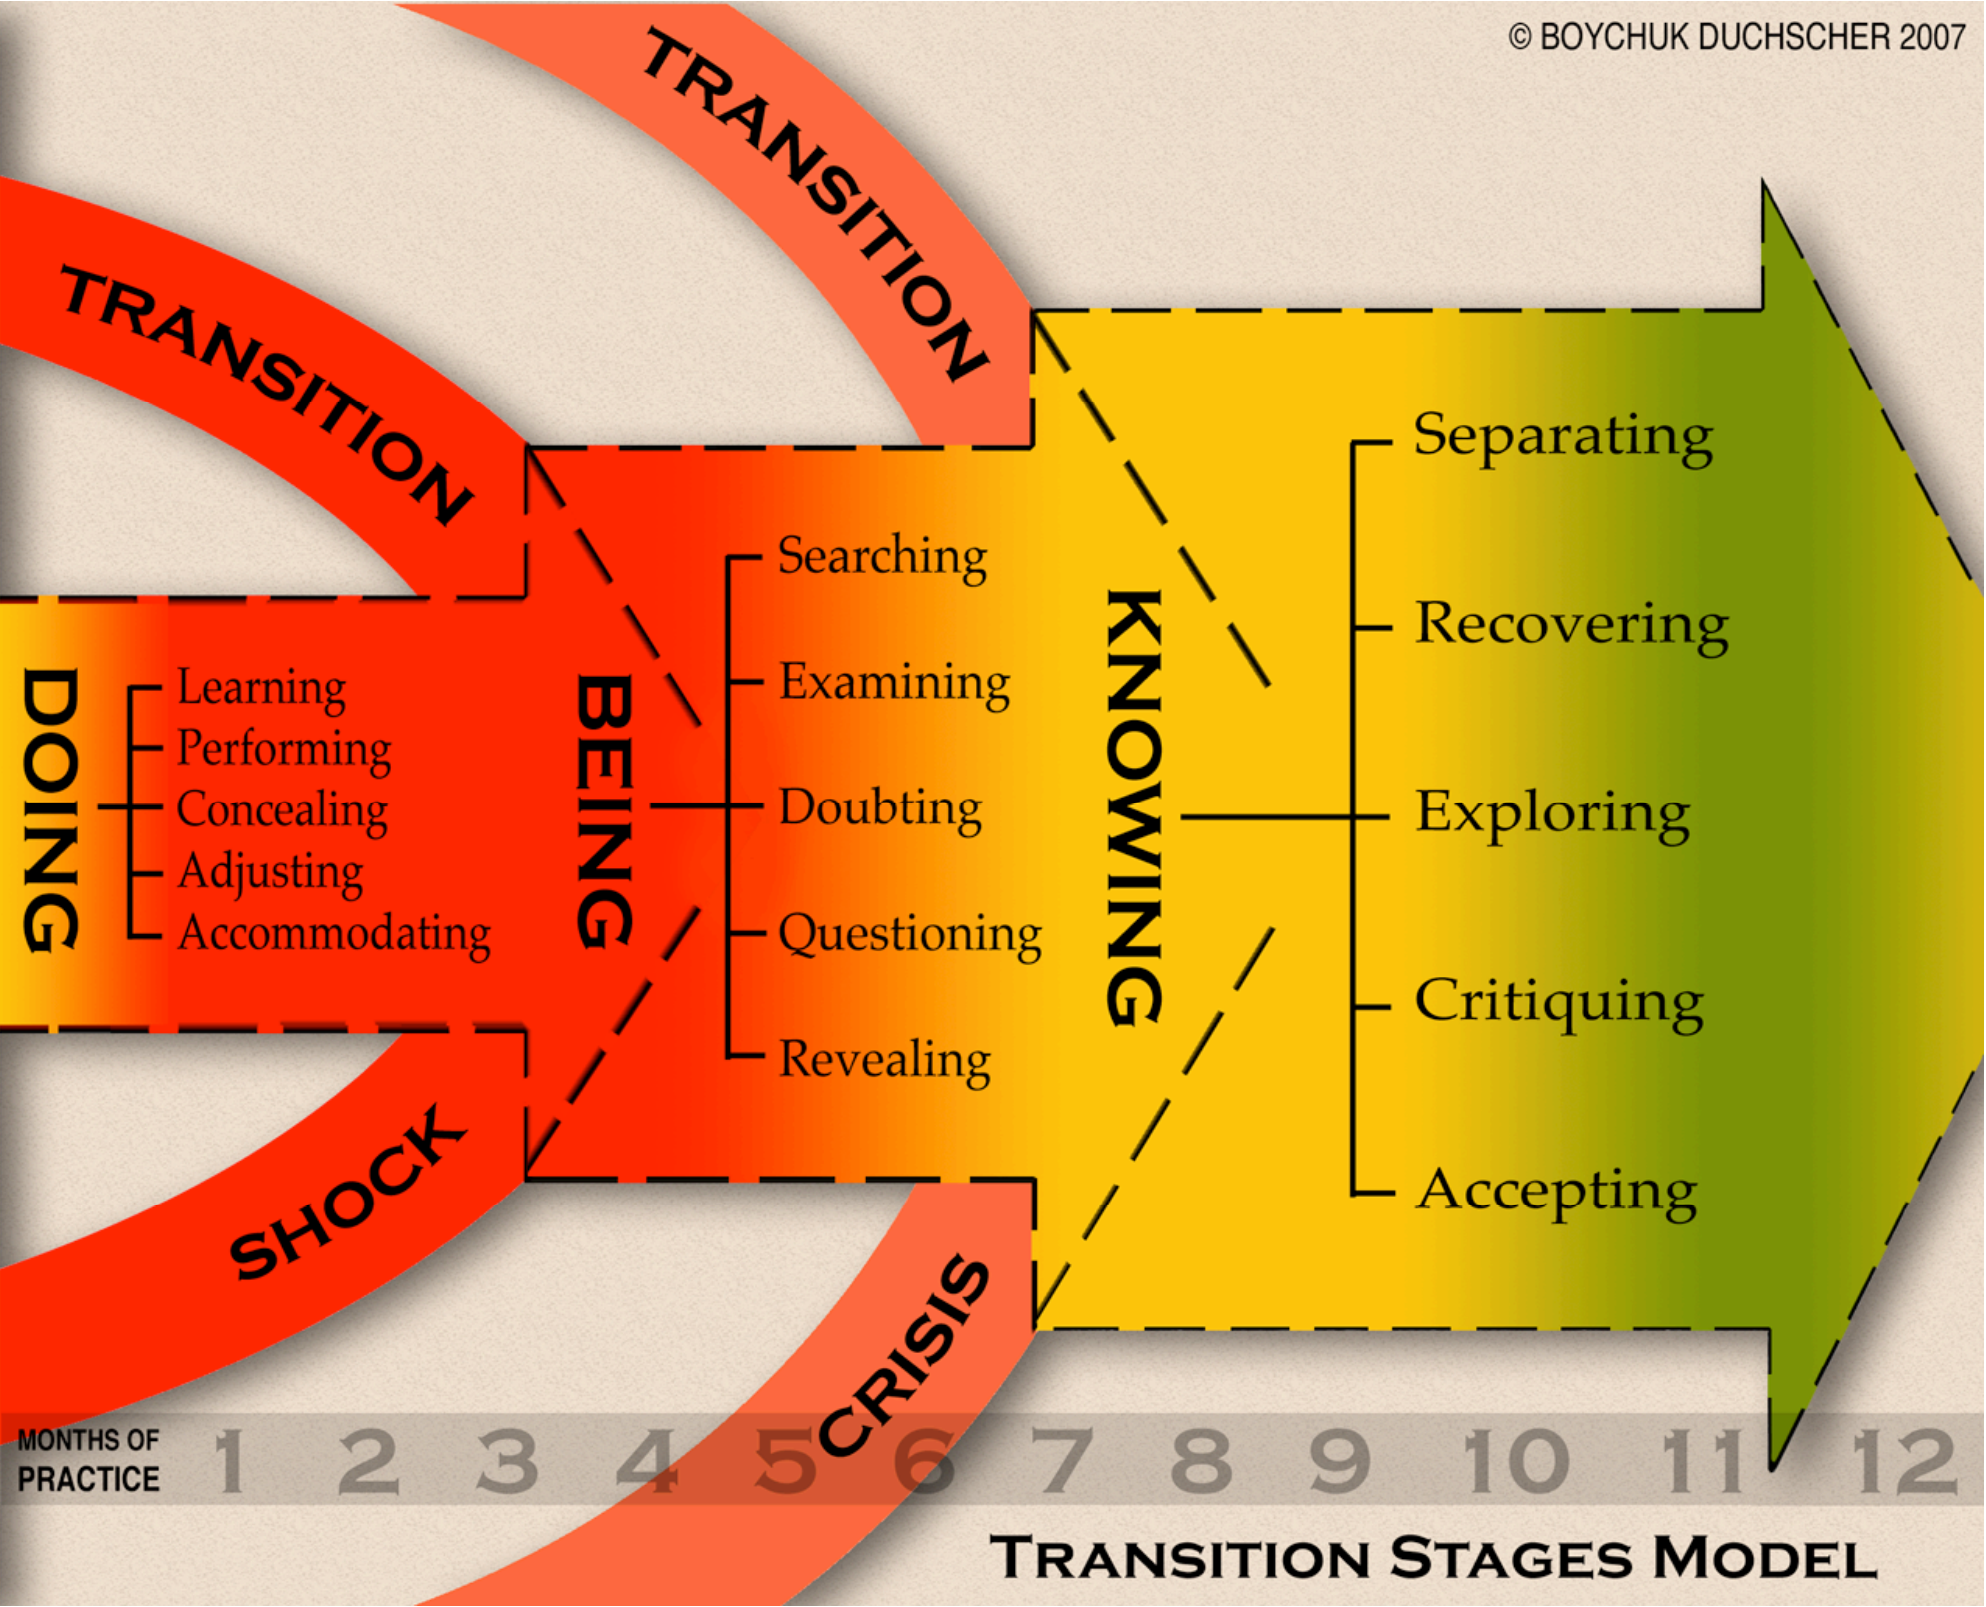 © BOYCHUK DUCHSCHER 2007
TRANSITION
TRANSITION
DOING
Learning
Performing
Concealing
Adjusting
Accommodating
BEING
Searching
Examining
Doubting
Questioning
Revealing
KNOWING
Separating
Recovering
Exploring
Critiquing
Accepting
SHOCK
CRISIS
MONTHS OF
PRACTICE
1 2 3 4 5 6 7 8 9 10 11 12
TRANSITION STAGES MODEL